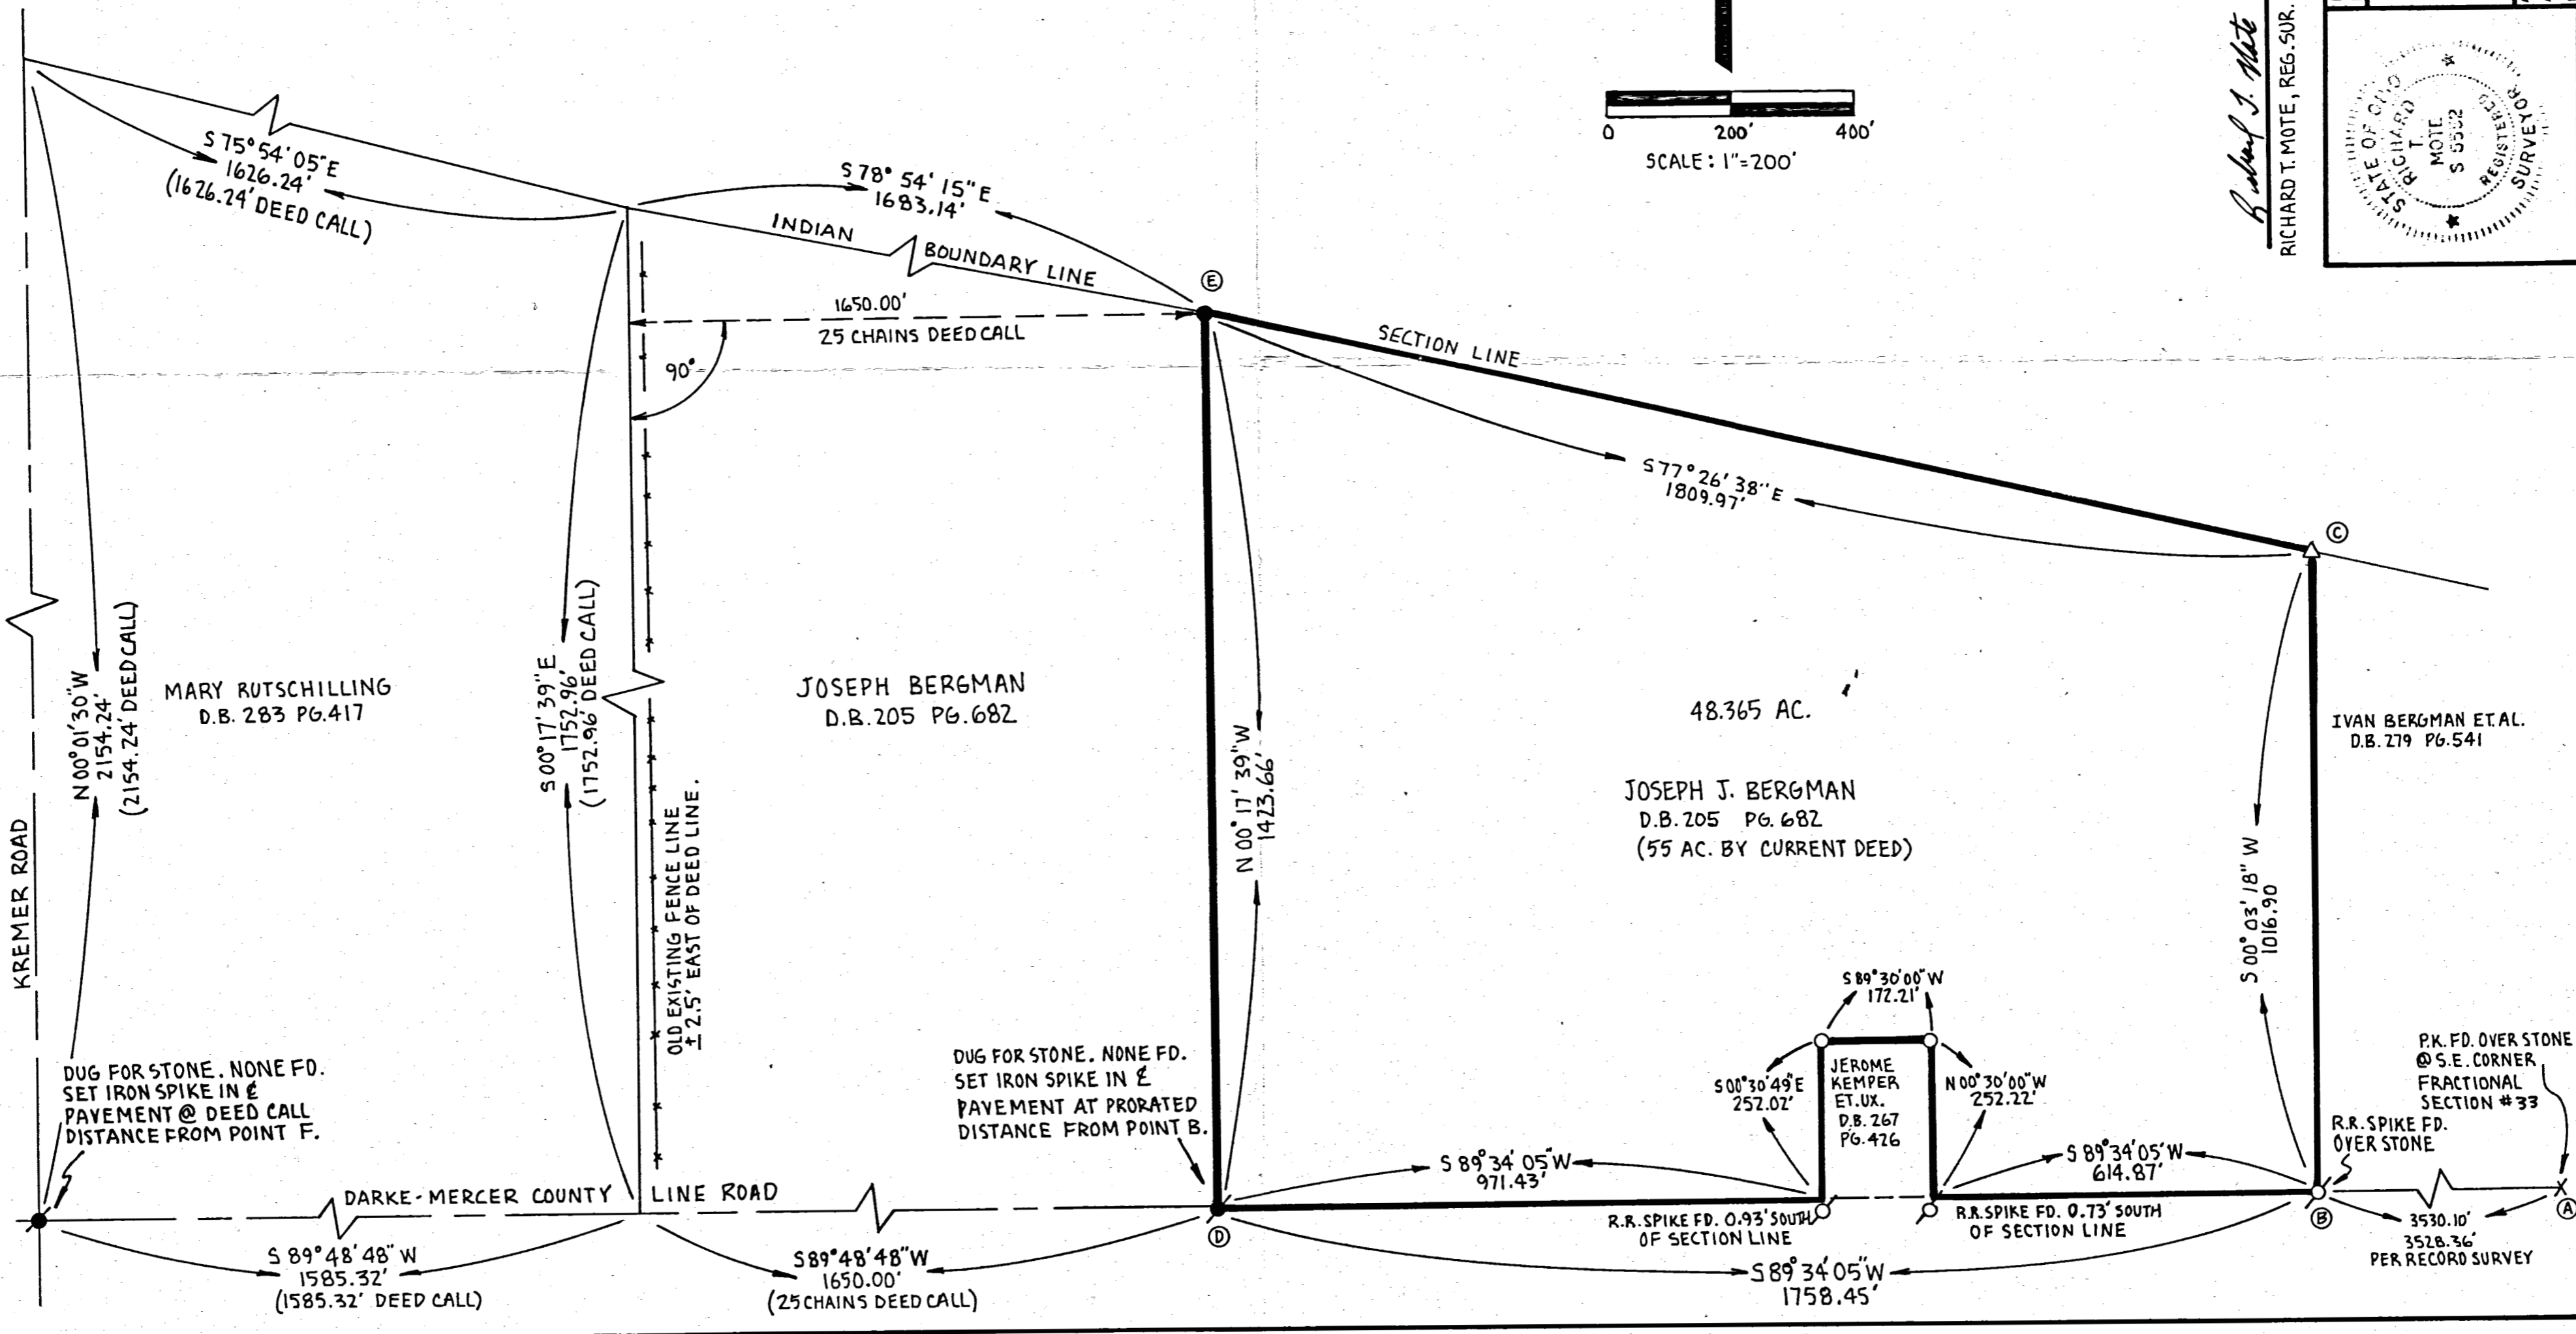 S 75° 54' 05" E
1626.24'
(1626.24' DEED CALL)
S 78° 54' 15" E
1683.14'
INDIAN BOUNDARY LINE
1650.00'
25 CHAINS DEED CALL
90°
Ⓔ
SECTION LINE
0 200' 400'
SCALE: 1"=200'
RICHARD T. MOTE, REG. SUR.
STATE OF OHIO
RICHARD
T.
MOTE
REGISTERED
SURVEYOR
S 77° 26' 38" E
1809.97'
Ⓒ
KREMER ROAD
N 00° 01' 30" W
2154.24'
(2154.24' DEED CALL)
MARY RUTSCHILLING
D.B. 283 PG. 417
S 00° 17' 39" E
1752.96'
(1752.96' DEED CALL)
OLD EXISTING FENCE LINE
± 2.5' EAST OF DEED LINE.
JOSEPH BERGMAN
D.B. 205 PG. 682
N 00° 17' 39" W
1423.66'
48.365 AC.
JOSEPH J. BERGMAN
D.B. 205 PG. 682
(55 AC. BY CURRENT DEED)
S 00° 03' 18" W
1016.90
IVAN BERGMAN ET. AL.
D.B. 279 PG. 541
DUG FOR STONE. NONE FD.
SET IRON SPIKE IN ℄
PAVEMENT @ DEED CALL
DISTANCE FROM POINT F.
DUG FOR STONE. NONE FD.
SET IRON SPIKE IN ℄
PAVEMENT AT PRORATED
DISTANCE FROM POINT B.
S 89° 30' 00" W
172.21'
S 00° 30' 49" E
252.02'
JEROME
KEMPER
ET. UX.
D.B. 267
PG. 426
N 00° 30' 00" W
252.22'
P.K. FD. OVER STONE
@ S.E. CORNER
FRACTIONAL
SECTION #33
R.R. SPIKE FD.
OVER STONE
DARKE-MERCER COUNTY LINE ROAD
S 89° 34' 05" W
971.43'
S 89° 34' 05" W
614.87'
Ⓓ
Ⓑ
Ⓐ
R.R. SPIKE FD. 0.93' SOUTH
OF SECTION LINE
R.R. SPIKE FD. 0.73' SOUTH
OF SECTION LINE
3530.10'
3528.36'
PER RECORD SURVEY
S 89° 48' 48" W
1585.32'
(1585.32' DEED CALL)
S 89° 48' 48" W
1650.00'
(25 CHAINS DEED CALL)
S 89° 34' 05" W
1758.45'